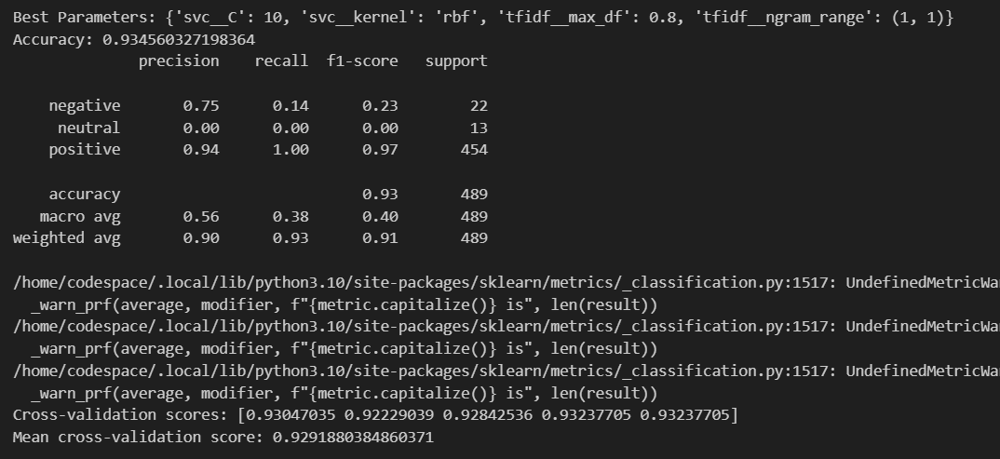 Best Parameters: {'svc__C': 10, 'svc__kernel': 'rbf', 'tfidf__max_df': 0.8, 'tfidf__ngram_range': (1, 1)}
Accuracy: 0.934560327198364
precision recall f1-score support
negative 0.75 0.14 0.23 22
neutral 0.00 0.00 0.00 13
positive 0.94 1.00 0.97 454
accuracy 0.93 489
macro avg 0.56 0.38 0.40 489
weighted avg 0.90 0.93 0.91 489
/home/codespace/.local/lib/python3.10/site-packages/sklearn/metrics/_classification.py:1517: UndefinedMetricWa
_warn_prf(average, modifier, f"{metric.capitalize()} is", len(result))
/home/codespace/.local/lib/python3.10/site-packages/sklearn/metrics/_classification.py:1517: UndefinedMetricWa
_warn_prf(average, modifier, f"{metric.capitalize()} is", len(result))
/home/codespace/.local/lib/python3.10/site-packages/sklearn/metrics/_classification.py:1517: UndefinedMetricWa
_warn_prf(average, modifier, f"{metric.capitalize()} is", len(result))
Cross-validation scores: [0.93047035 0.92229039 0.92842536 0.93237705 0.93237705]
Mean cross-validation score: 0.9291880384860371